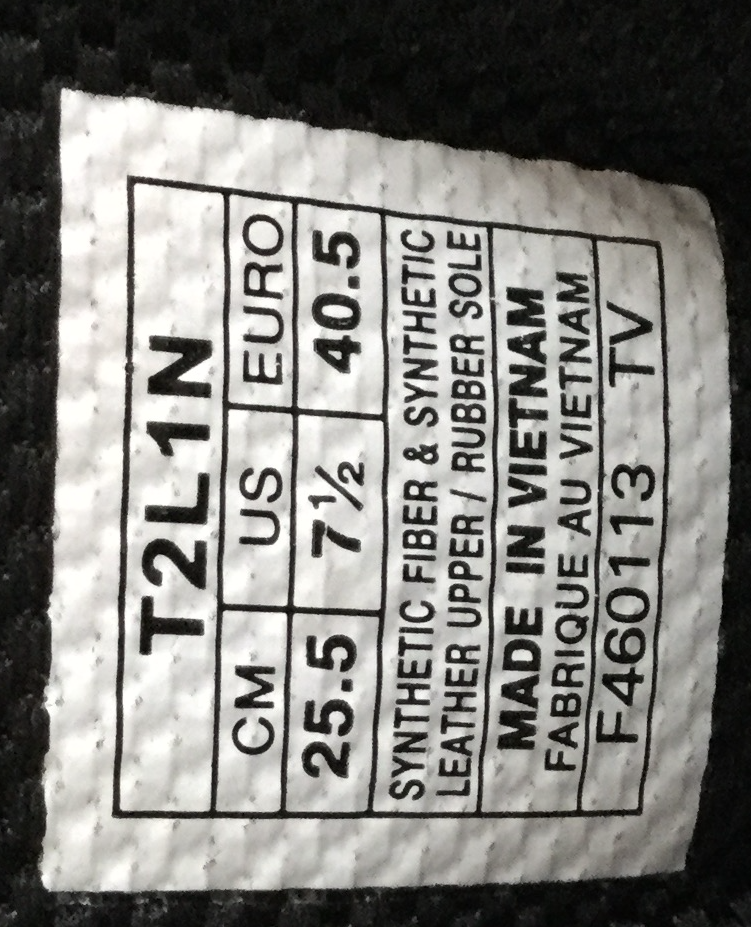 T2L1N
CM US EURO
25.5 7½ 40.5
SYNTHETIC FIBER & SYNTHETIC
LEATHER UPPER / RUBBER SOLE
MADE IN VIETNAM
FABRIQUE AU VIETNAM
F460113 TV